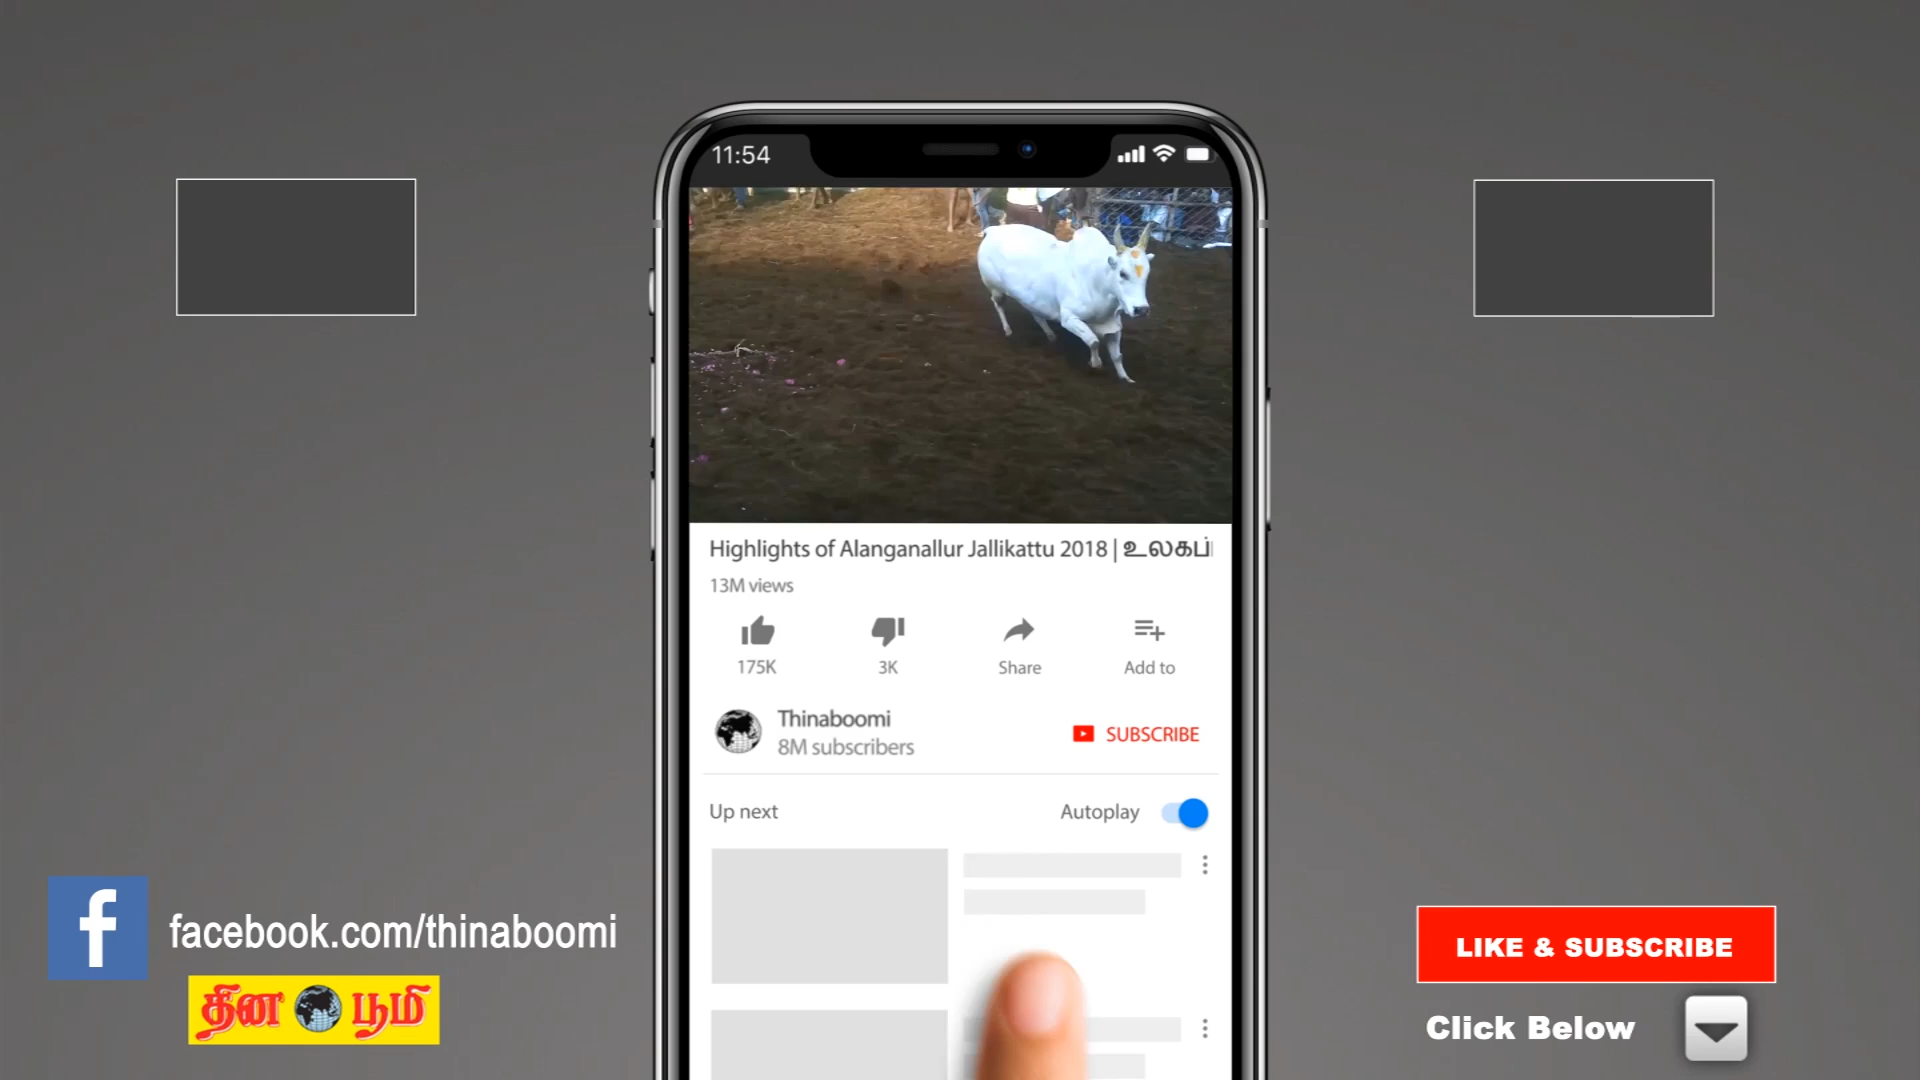 11:54
Highlights of Alanganallur Jallikattu 2018 | உலகப்
13M views
175K
3K
Share
Add to
Thinaboomi
8M subscribers
SUBSCRIBE
Up next
Autoplay
f
facebook.com/thinaboomi
தின பூமி
LIKE & SUBSCRIBE
Click Below